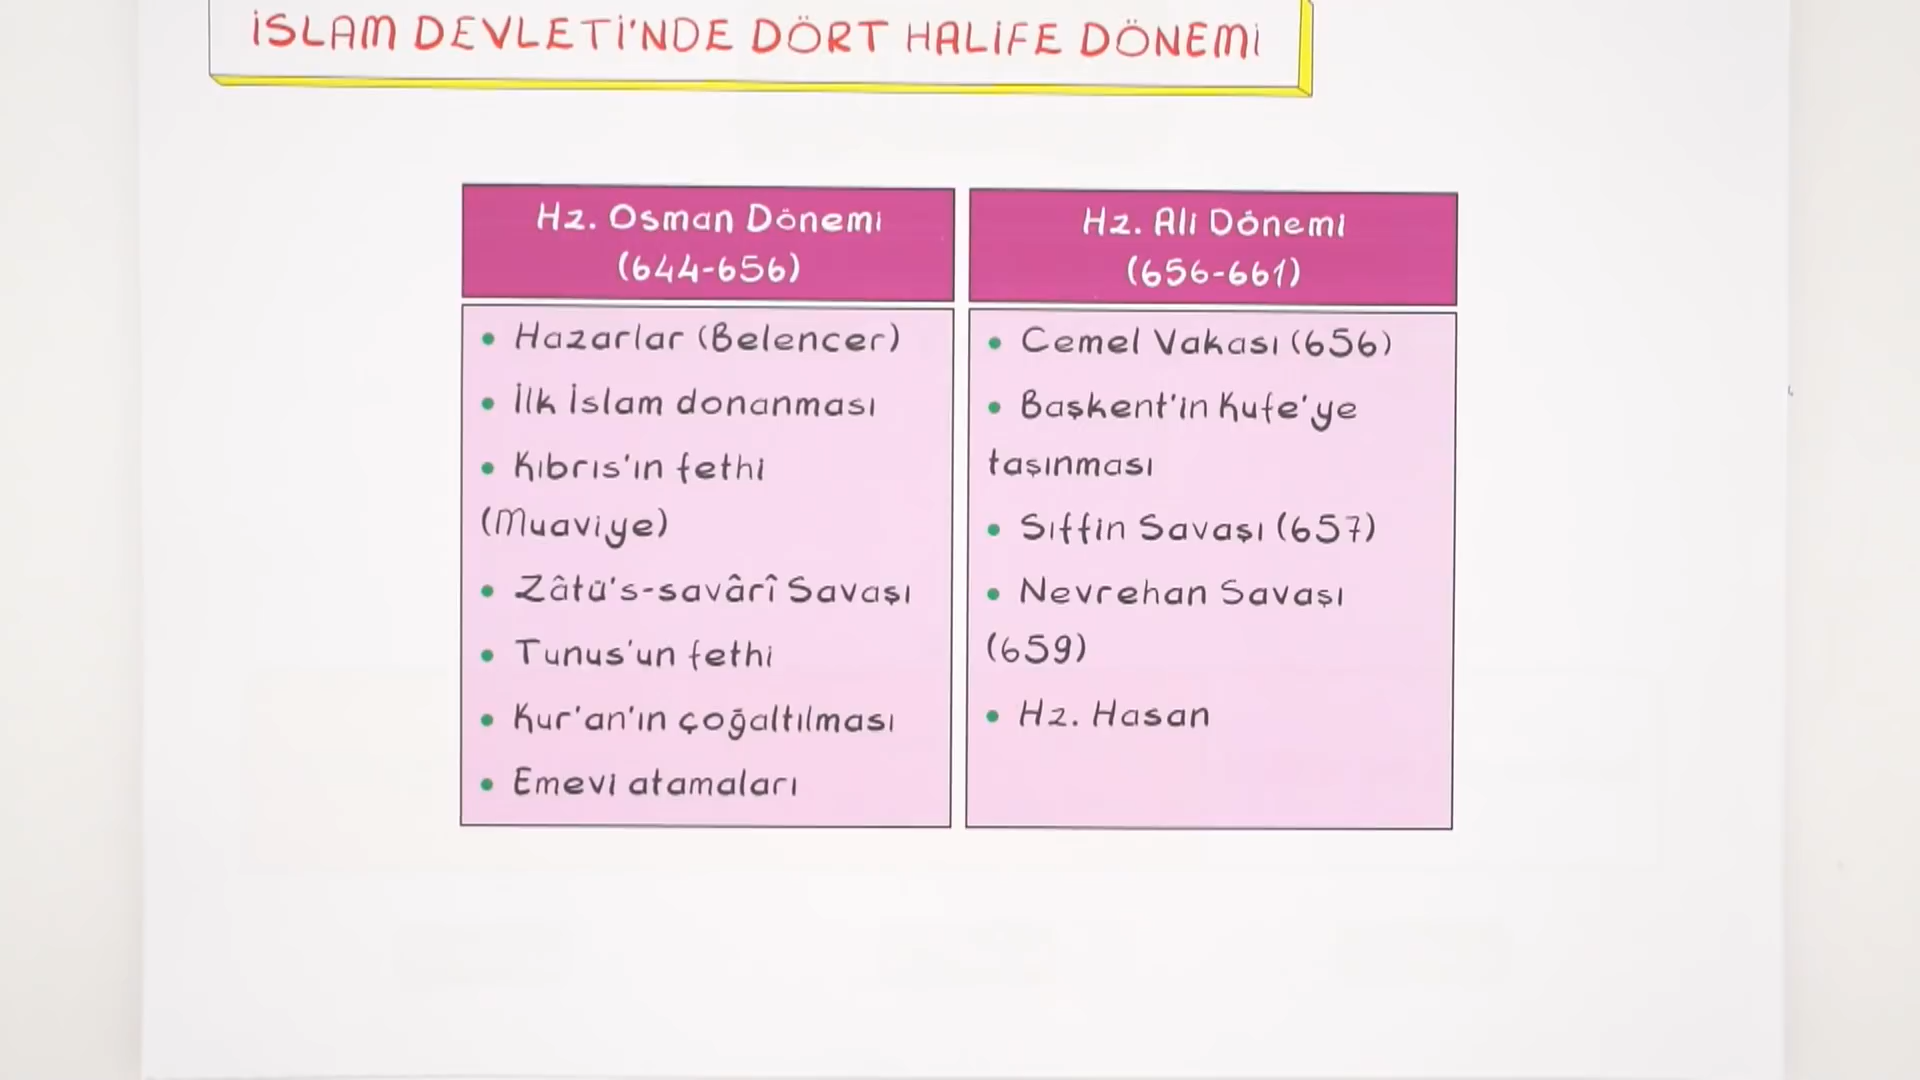 İSLAM DEVLETİ'NDE DÖRT HALİFE DÖNEMİ
Hz. Osman Dönemi
(644-656)
• Hazarlar (Belencer)
• İlk İslam donanması
• Kıbrıs'ın fethi
(Muaviye)
• Zâtü's-savârî Savaşı
• Tunus'un fethi
• Kur'an'ın çoğaltılması
• Emevi atamaları
Hz. Ali Dönemi
(656-661)
• Cemel Vakası (656)
• Başkent'in Kufe'ye
taşınması
• Sıffin Savaşı (657)
• Nevrehan Savaşı
(659)
• Hz. Hasan